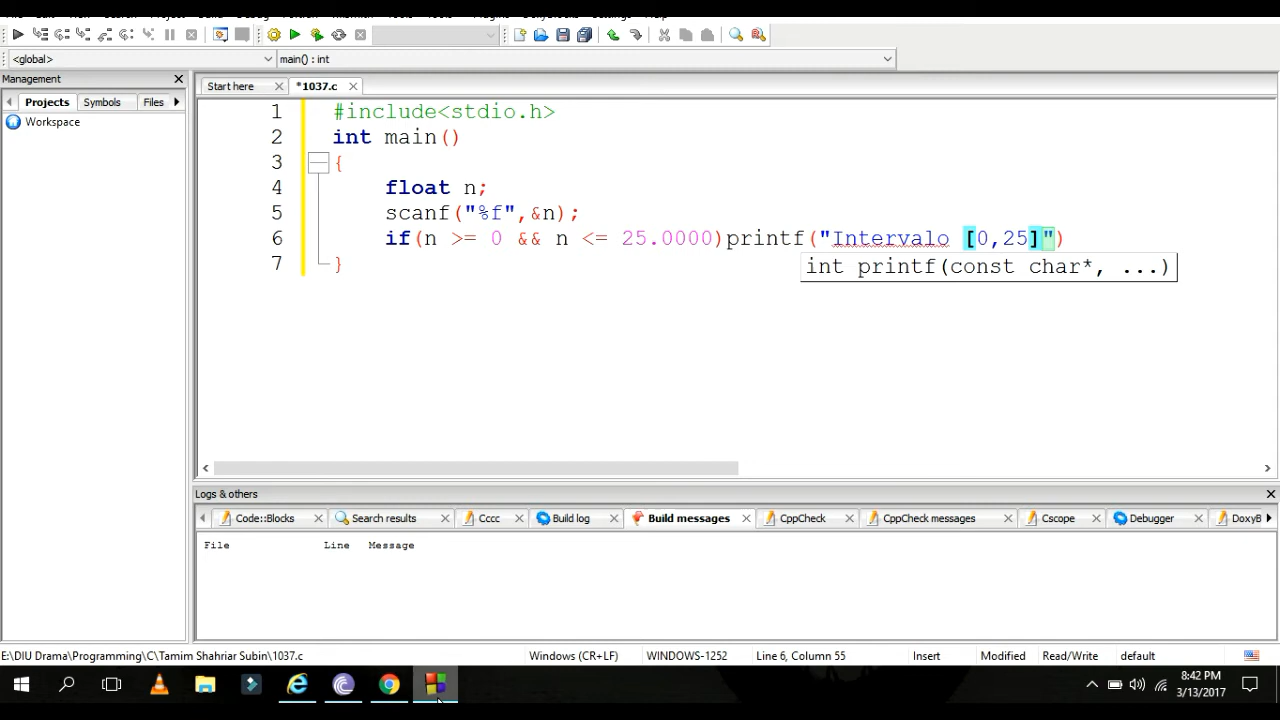 <global>
main() : int
Management
Start here
*1037.c
Projects
Symbols
Files
Workspace
1 #include<stdio.h>
2 int main()
3 {
4 float n;
5 scanf("%f",&n);
6 if(n >= 0 && n <= 25.0000)printf("Intervalo [0,25]")
7 }
int printf(const char*, ...)
Logs & others
Code::Blocks
Search results
Cccc
Build log
Build messages
CppCheck
CppCheck messages
Cscope
Debugger
DoxyB
File Line Message
E:\DIU Drama\Programming\C\Tamim Shahriar Subin\1037.c
Windows (CR+LF)
WINDOWS-1252
Line 6, Column 55
Insert
Modified
Read/Write
default
8:42 PM
3/13/2017